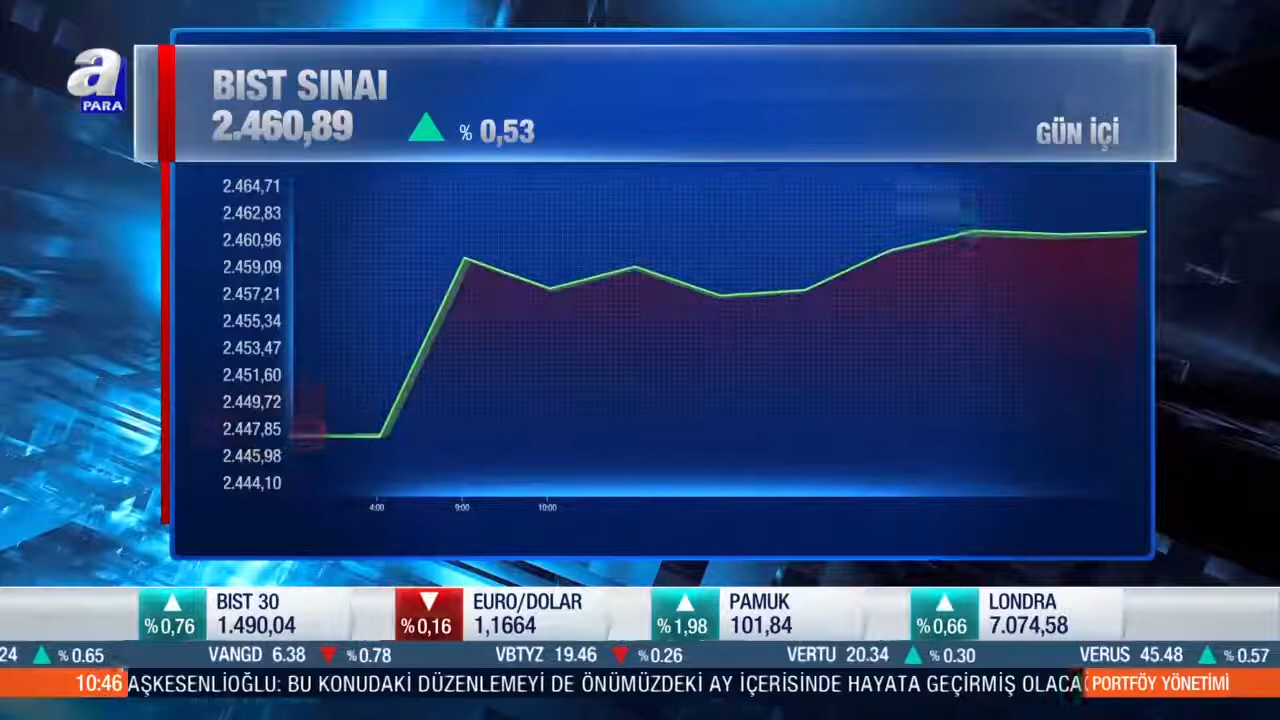 a
PARA
BIST SINAI
2.460,89
% 0,53
GÜN İÇİ
2.464,71
2.462,83
2.460,96
2.459,09
2.457,21
2.455,34
2.453,47
2.451,60
2.449,72
2.447,85
2.445,98
2.444,10
4:00 9:00 10:00
%0,76 BIST 30 1.490,04
%0,16 EURO/DOLAR 1,1664
%1,98 PAMUK 101,84
%0,66 LONDRA 7.074,58
24 %0.65 VANGD 6.38 %0.78 VBTYZ 19.46 %0.26 VERTU 20.34 %0.30 VERUS 45.48 %0.57
10:46 AŞKESENLİOĞLU: BU KONUDAKİ DÜZENLEMEYİ DE ÖNÜMÜZDEKİ AY İÇERİSİNDE HAYATA GEÇİRMİŞ OLACA PORTFÖY YÖNETİMİ